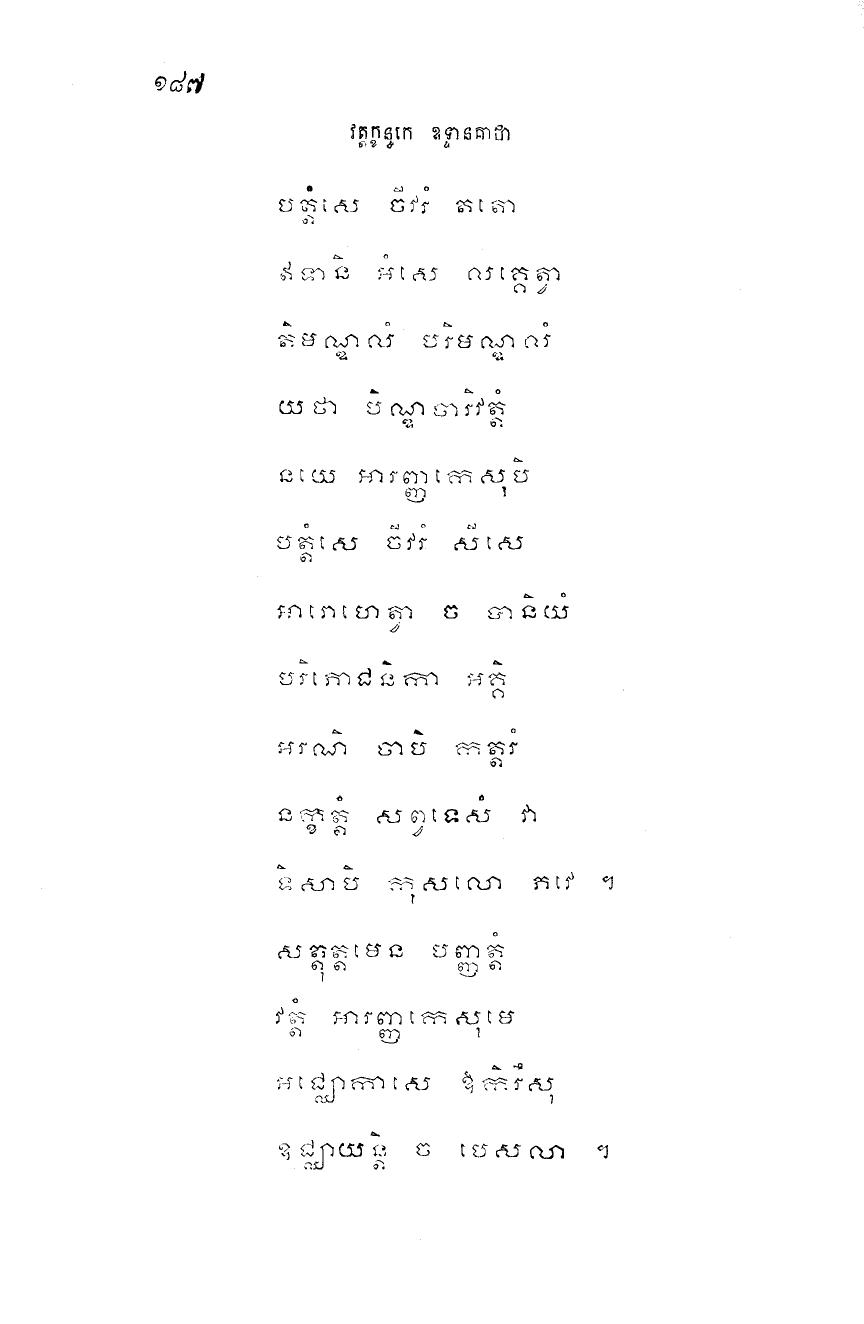 ១៨៧
វត្តក្ខន្ធកេ ឧទ្ទានគាថា
បត្តំសេ ចីវរំ តតោ
ឥទានិ អំសេ លគ្គេត្វា
តិមណ្ឌលំ បរិមណ្ឌលំ
យថា បិណ្ឌចារិវត្តំ
នយេ អារញ្ញកេសុបិ
បត្តំសេ ចីវរំ សីសេ
អារោហេត្វា ច បានិយំ
បរិភោជនិកា អគ្គិ
អរណិ ចាបិ កត្តរំ
នក្ខត្តំ សព្វទេសំ វា
ទិសាបិ កុសលោ ភវេ ។
សត្តុត្តមេន បញ្ញត្តំ
វត្តំ អារញ្ញកេសុមេ
អជ្ឈោកាសេ ឱកិរឹសុ
ឧជ្ឈាយន្តិ ច បេសលា ។